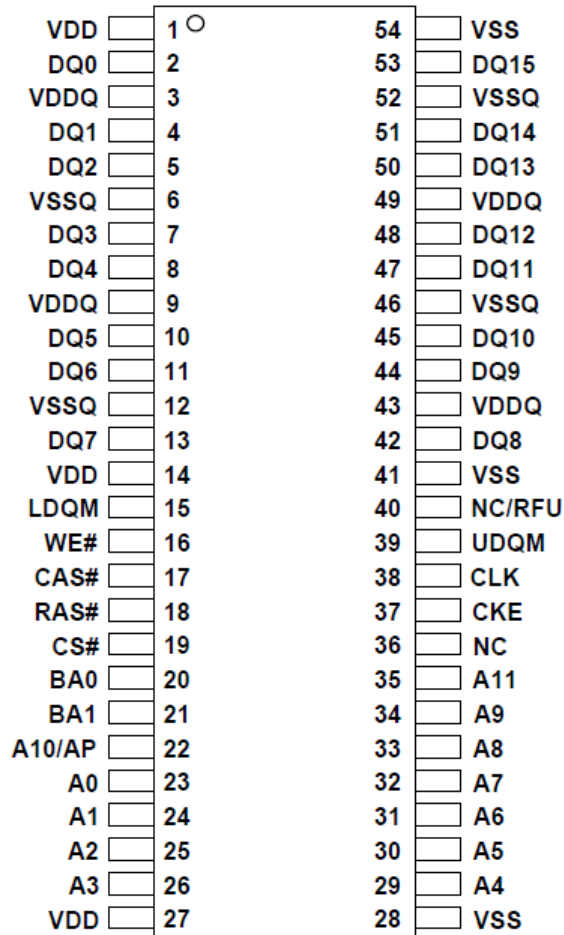 VDD 1 54 VSS
DQ0 2 53 DQ15
VDDQ 3 52 VSSQ
DQ1 4 51 DQ14
DQ2 5 50 DQ13
VSSQ 6 49 VDDQ
DQ3 7 48 DQ12
DQ4 8 47 DQ11
VDDQ 9 46 VSSQ
DQ5 10 45 DQ10
DQ6 11 44 DQ9
VSSQ 12 43 VDDQ
DQ7 13 42 DQ8
VDD 14 41 VSS
LDQM 15 40 NC/RFU
WE# 16 39 UDQM
CAS# 17 38 CLK
RAS# 18 37 CKE
CS# 19 36 NC
BA0 20 35 A11
BA1 21 34 A9
A10/AP 22 33 A8
A0 23 32 A7
A1 24 31 A6
A2 25 30 A5
A3 26 29 A4
VDD 27 28 VSS